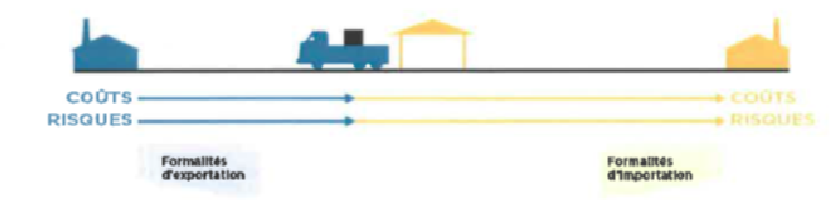 COÛTS COÛTS
RISQUES RISQUES
Formalités Formalités
d'exportation d'importation